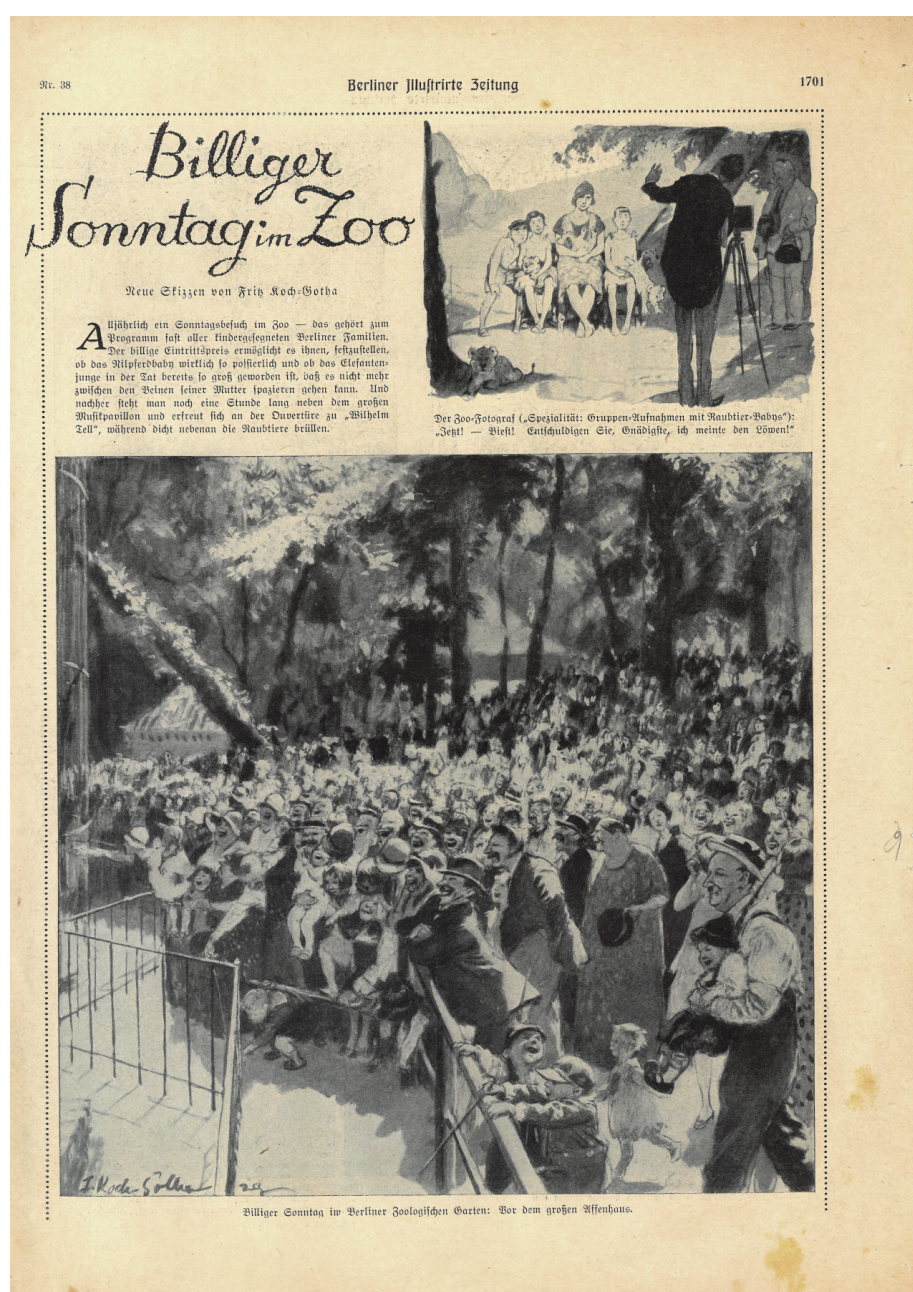 Nr. 38
Berliner Illustrirte Zeitung
1701
Billiger
Sonntag im Zoo
Neue Skizzen von Fritz Koch-Gotha
Alljährlich ein Sonntagsbesuch im Zoo — das gehört zum
Programm fast aller kindergesegneten Berliner Familien.
Der billige Eintrittspreis ermöglicht es ihnen, festzustellen,
ob das Nilpferdbaby wirklich so possierlich und ob das Elefanten-
junge in der Tat bereits so groß geworden ist, daß es nicht mehr
zwischen den Beinen seiner Mutter spazieren gehen kann. Und
nachher steht man noch eine Stunde lang neben dem großen
Musikpavillon und erfreut sich an der Ouvertüre zu „Wilhelm
Tell“, während dicht nebenan die Raubtiere brüllen.
Der Zoo-Fotograf („Spezialität: Gruppen-Aufnahmen mit Raubtier-Babys“):
„Jetzt! — Biest! Entschuldigen Sie, Gnädigste, ich meinte den Löwen!“
F. Koch-Gotha 29
Billiger Sonntag im Berliner Zoologischen Garten: Vor dem großen Affenhaus.